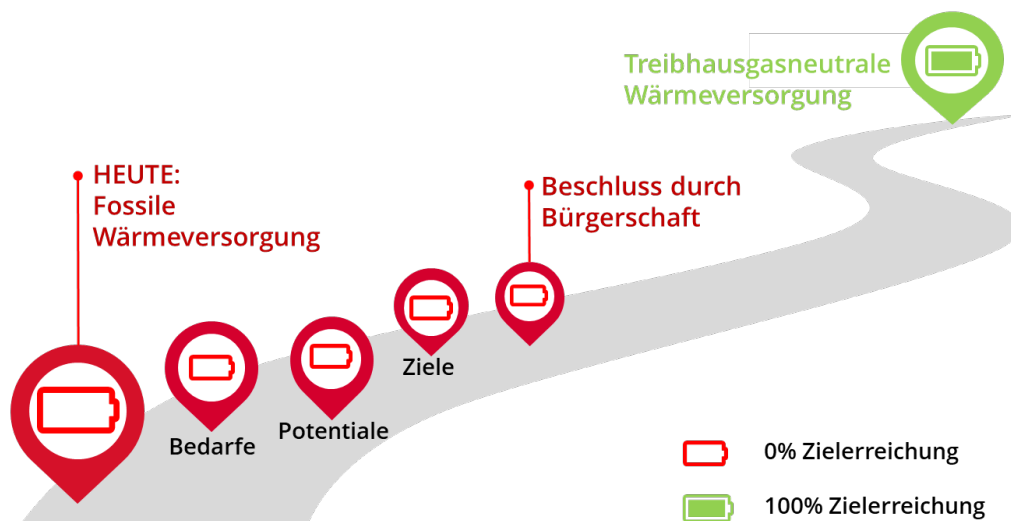 Treibhausgasneutrale
Wärmeversorgung
HEUTE:
Fossile
Wärmeversorgung
Beschluss durch
Bürgerschaft
Ziele
Potentiale
Bedarfe
0% Zielerreichung
100% Zielerreichung